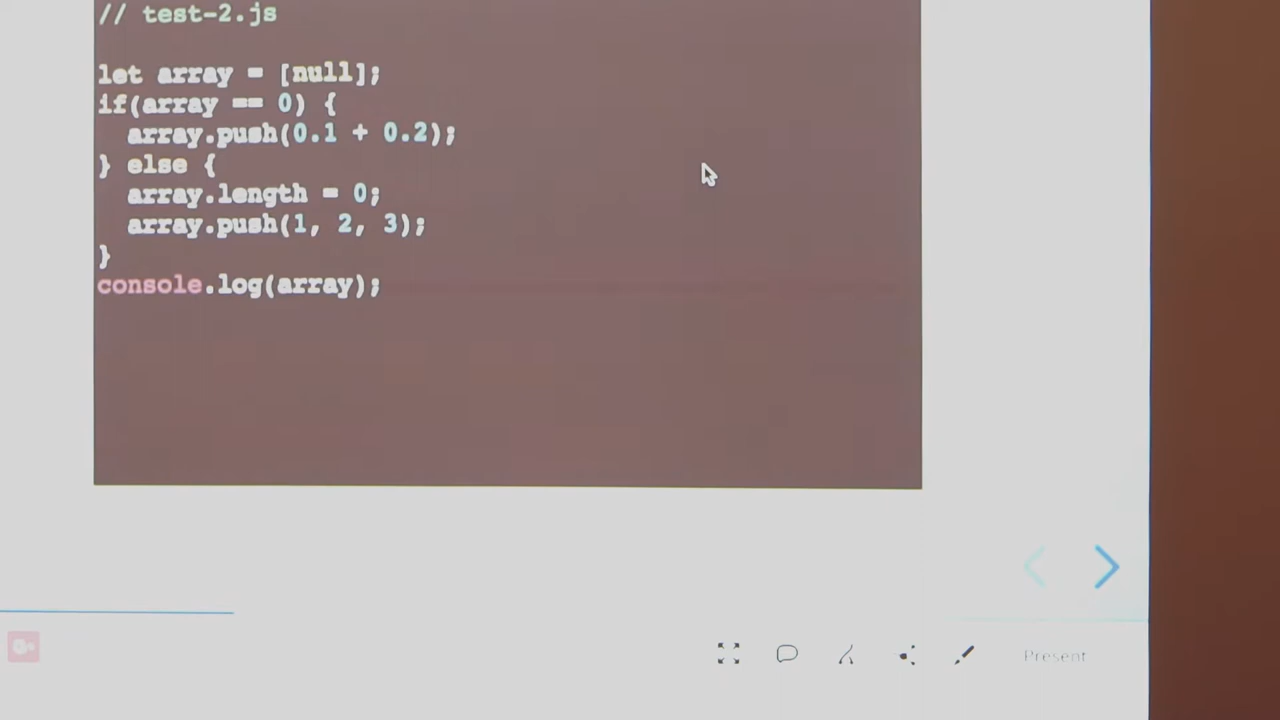 // test-2.js
let array = [null];
if(array == 0) {
  array.push(0.1 + 0.2);
} else {
  array.length = 0;
  array.push(1, 2, 3);
}
console.log(array);
Present